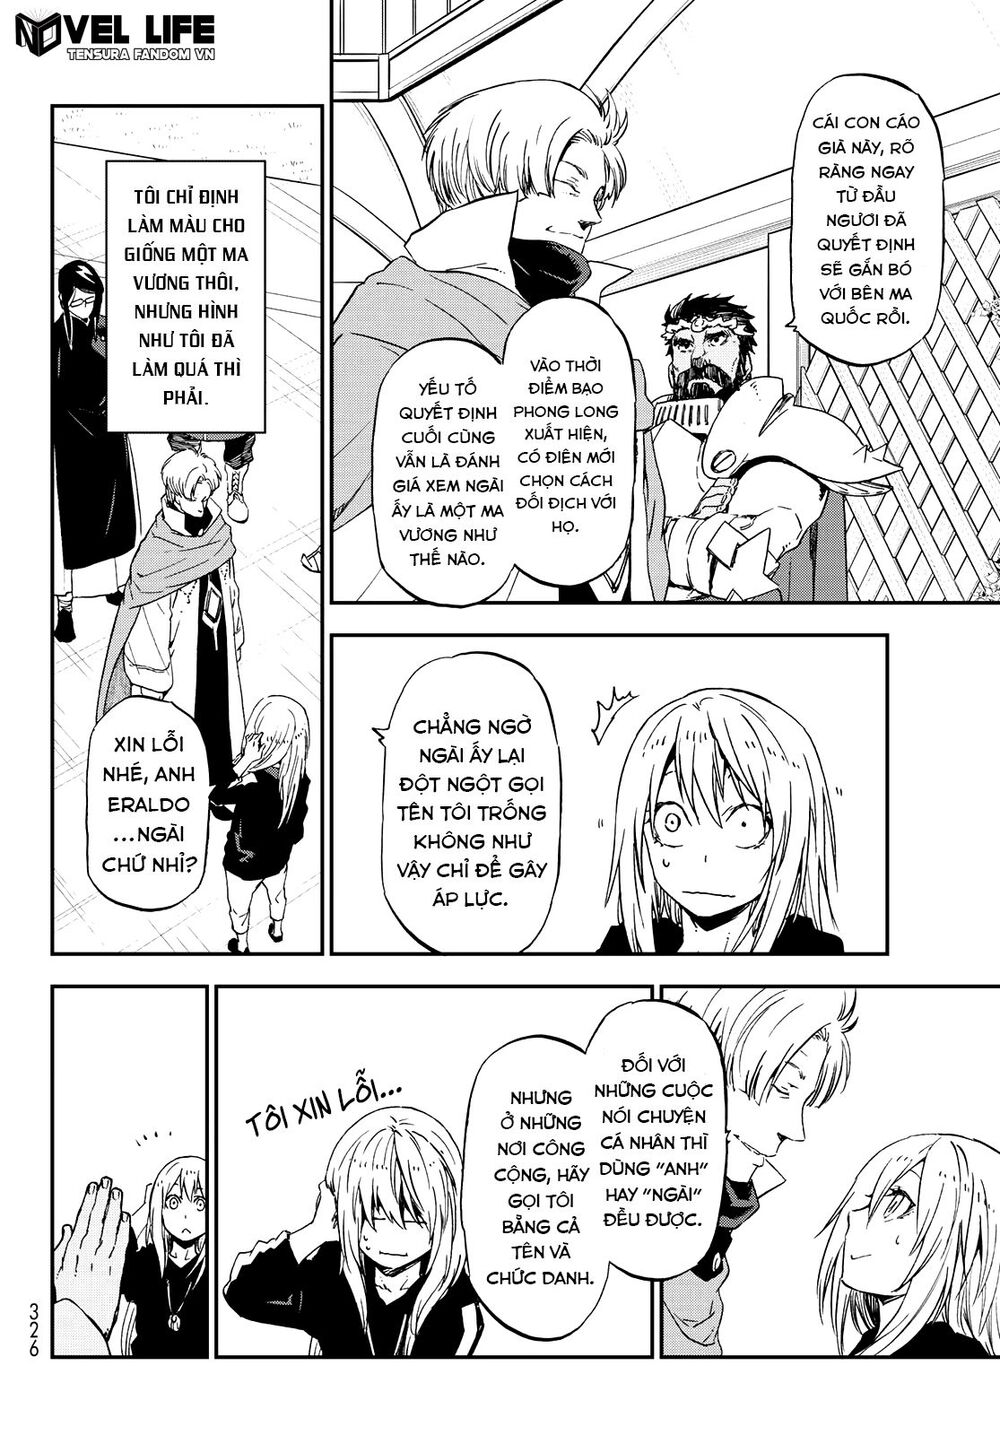 NOVEL LIFE
TENSURA FANDOM VN
CÁI CON CÁO
GIÀ NÀY, RÕ
RÀNG NGAY
TỪ ĐẦU
NGƯƠI ĐÃ
QUYẾT ĐỊNH
SẼ GẮN BÓ
VỚI BÊN MA
QUỐC RỒI.
VÀO THỜI
ĐIỂM BẠO
PHONG LONG
XUẤT HIỆN,
CÓ ĐIÊN MỚI
CHỌN CÁCH
ĐỐI ĐỊCH VỚI
HỌ.
YẾU TỐ
QUYẾT ĐỊNH
CUỐI CÙNG
VẪN LÀ ĐÁNH
GIÁ XEM NGÀI
ẤY LÀ MỘT MA
VƯƠNG NHƯ
THẾ NÀO.
TÔI CHỈ ĐỊNH
LÀM MÀU CHO
GIỐNG MỘT MA
VƯƠNG THÔI,
NHƯNG HÌNH
NHƯ TÔI ĐÃ
LÀM QUÁ THÌ
PHẢI.
XIN LỖI
NHÉ, ANH
ERALDO
...NGÀI
CHỨ NHỈ?
CHẲNG NGỜ
NGÀI ẤY LẠI
ĐỘT NGỘT GỌI
TÊN TÔI TRỐNG
KHÔNG NHƯ
VẬY CHỈ ĐỂ GÂY
ÁP LỰC.
ĐỐI VỚI
NHỮNG CUỘC
NÓI CHUYỆN
CÁ NHÂN THÌ
DÙNG "ANH"
HAY "NGÀI"
ĐỀU ĐƯỢC.
NHƯNG
Ở NHỮNG
NƠI CÔNG
CỘNG, HÃY
GỌI TÔI
BẰNG CẢ
TÊN VÀ
CHỨC DANH.
TÔI XIN LỖI...
326